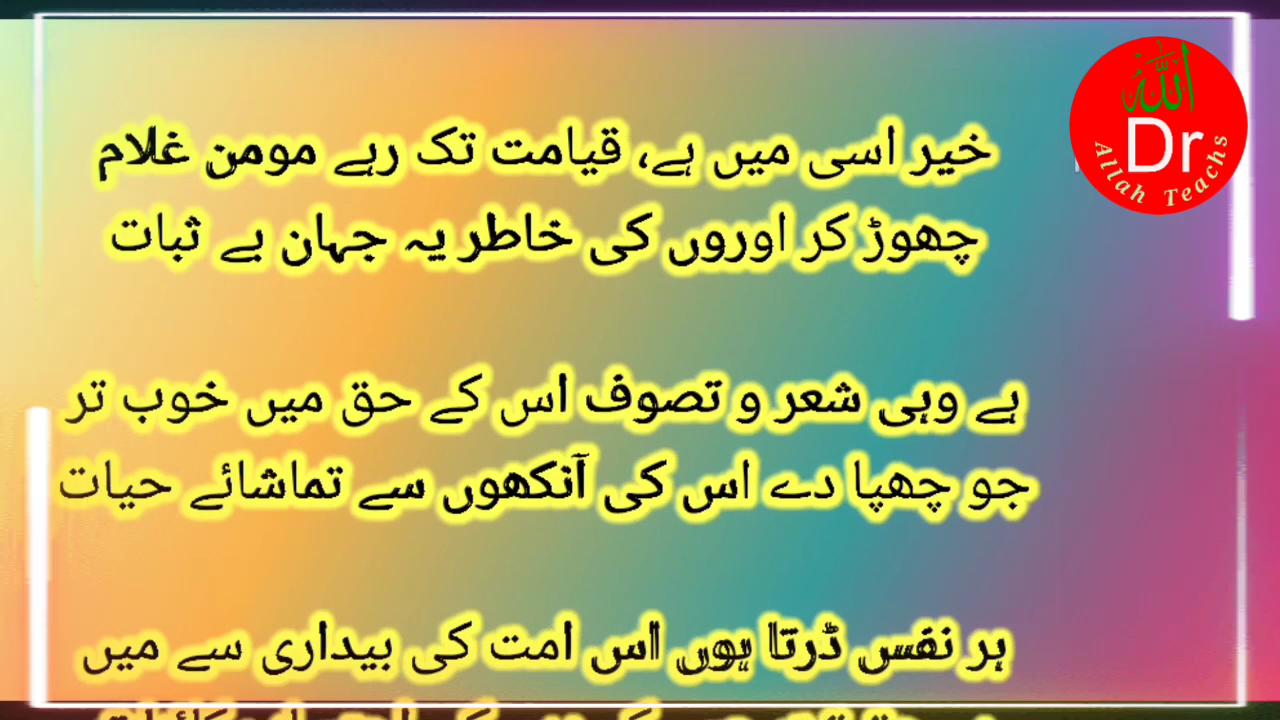 خیر اسی میں ہے، قیامت تک رہے مومن غلام
چھوڑ کر اوروں کی خاطر یہ جہان بے ثبات
ہے وہی شعر و تصوف اس کے حق میں خوب تر
جو چھپا دے اس کی آنکھوں سے تماشائے حیات
ہر نفس ڈرتا ہوں اس امت کی بیداری سے میں
الله
Dr
Allah Teachs